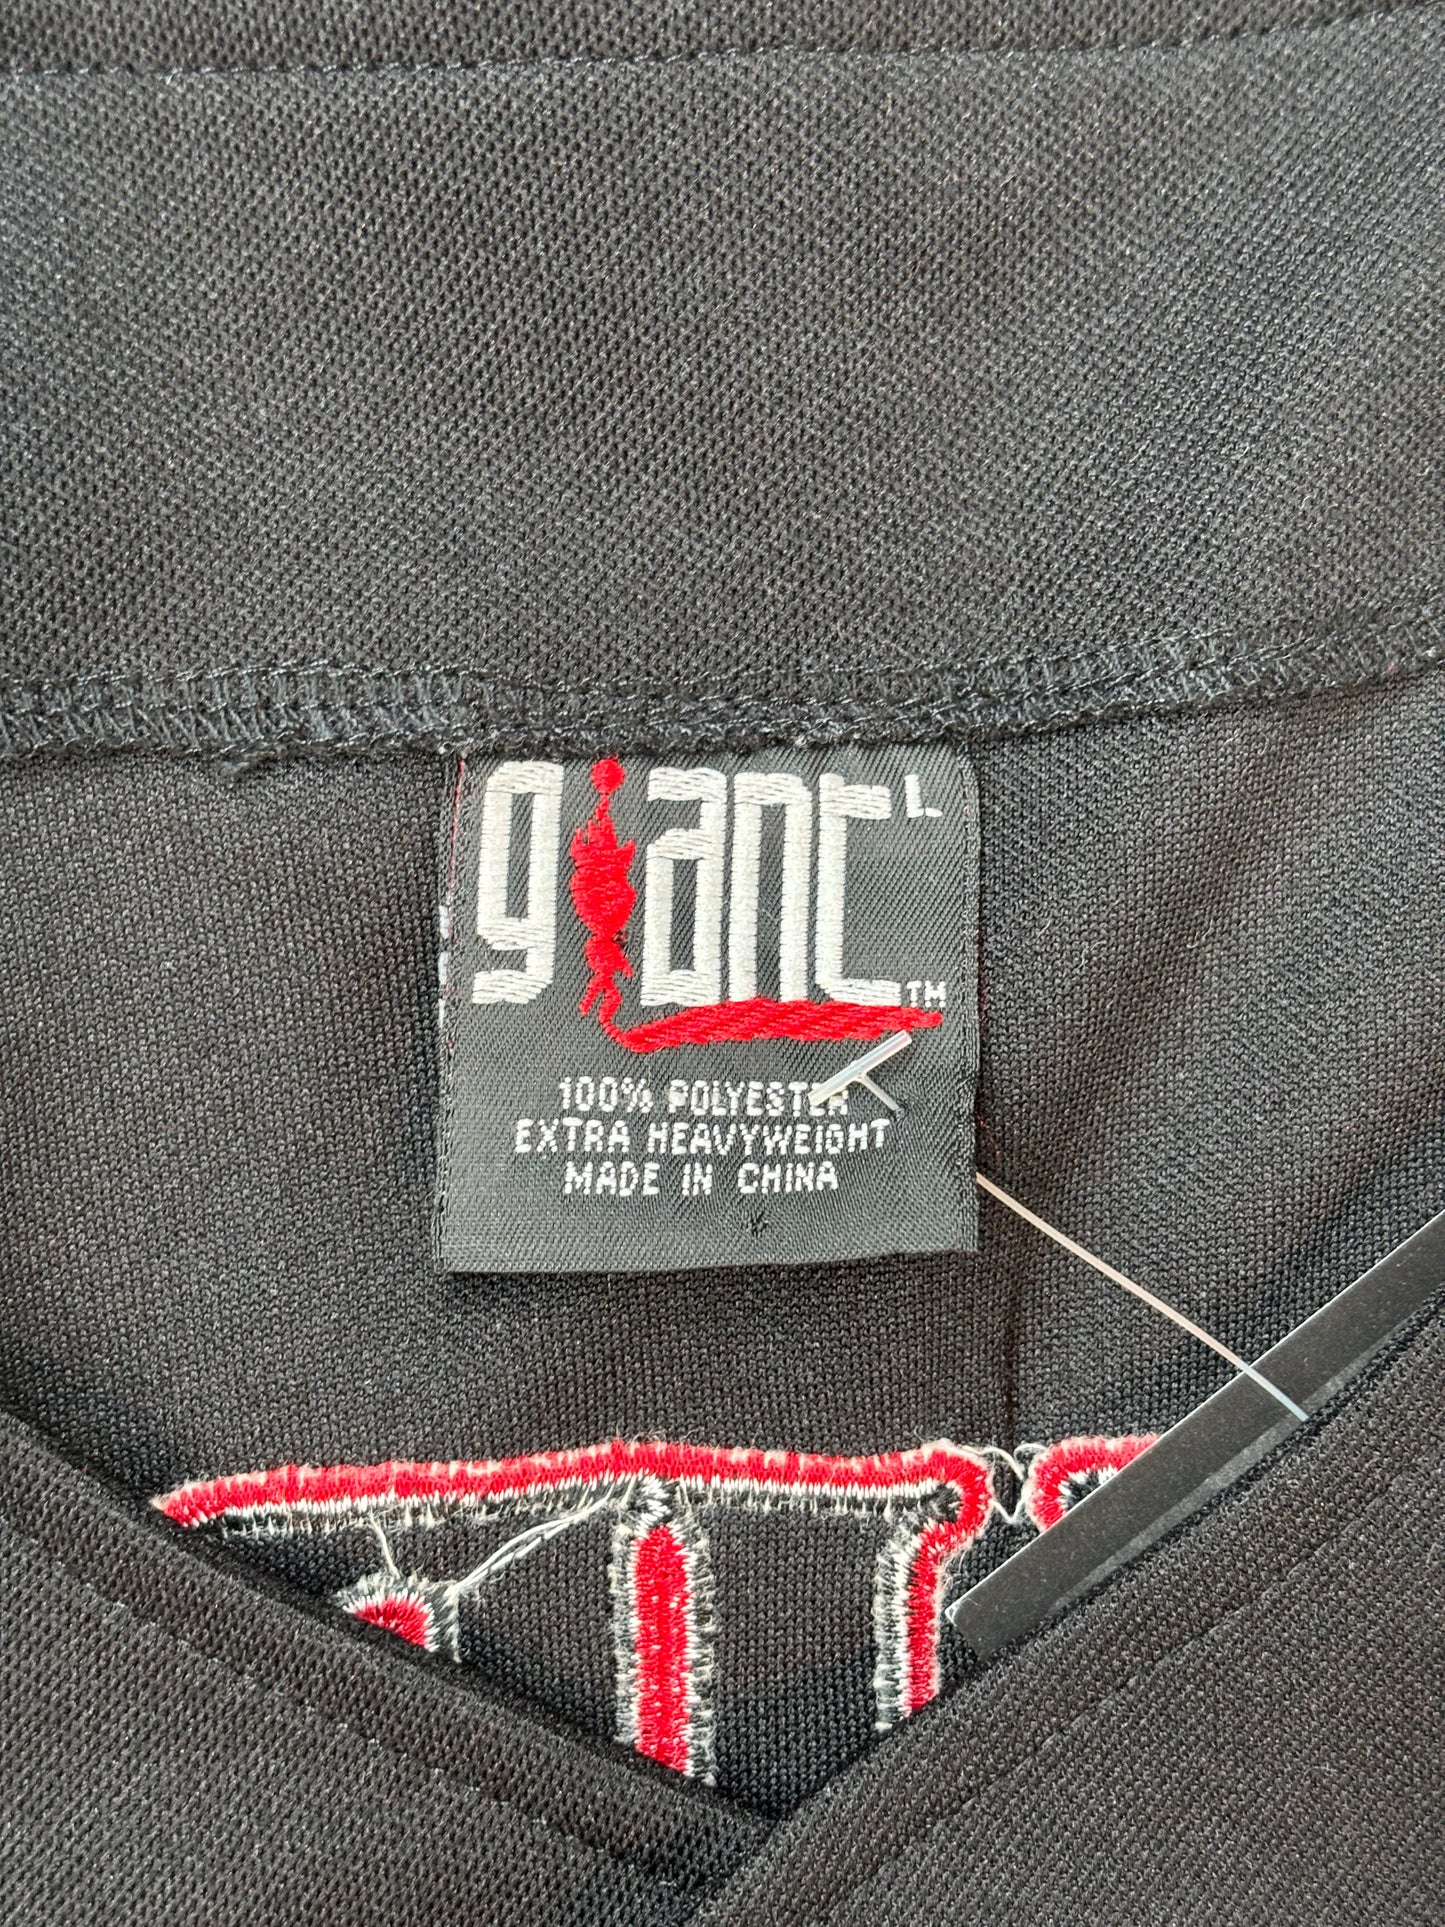 giant L
TM
100% POLYESTER
EXTRA HEAVYWEIGHT
MADE IN CHINA